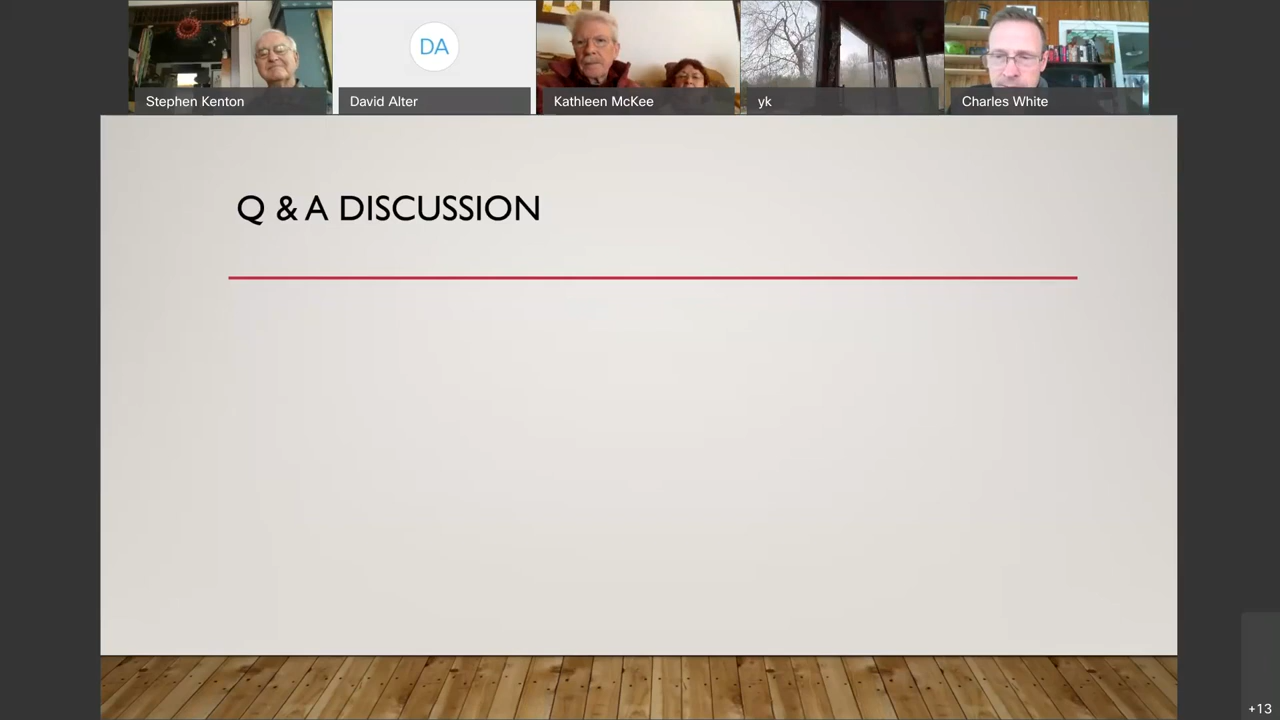 DA
Stephen Kenton
David Alter
Kathleen McKee
yk
Charles White
Q & A DISCUSSION
+13